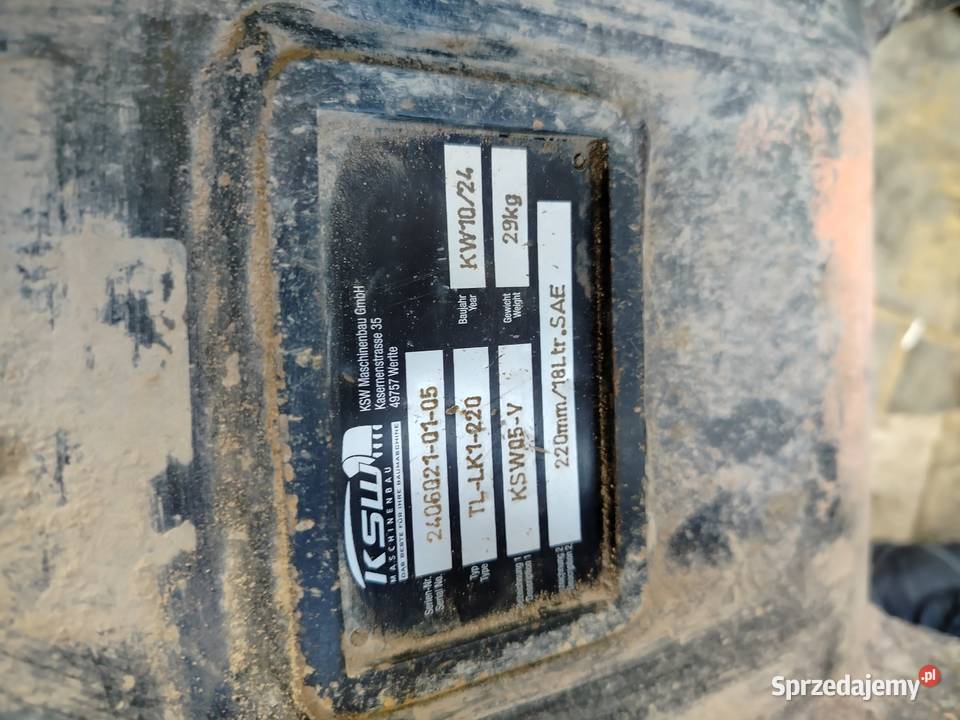 KSW
MASCHINENBAU
DAS BESTE FÜR IHRE BAUMASCHINE
KSW Maschinenbau GmbH
Kasernenstrasse 35
49757 Werlte
Serien-Nr.
Serial No.
2406021-01-05
Baujahr
Year
KW10/24
Typ
Type
TL-LK1-220
Gewicht
Weight
29kg
KSW05-V
220mm/18Ltr.SAE
Sprzedajemy.pl